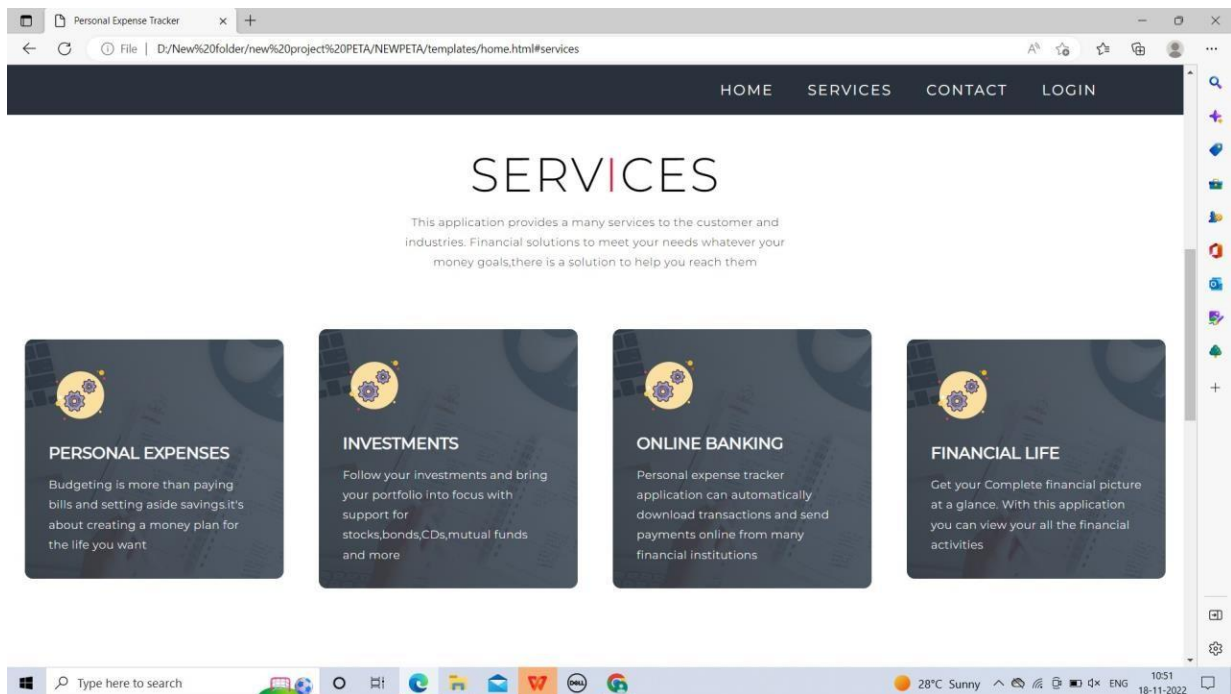 Personal Expense Tracker
File | D:/New%20folder/new%20project%20PETA/NEWPETA/templates/home.html#services
HOME SERVICES CONTACT LOGIN
SERVICES
This application provides a many services to the customer and
industries. Financial solutions to meet your needs whatever your
money goals,there is a solution to help you reach them
PERSONAL EXPENSES
Budgeting is more than paying
bills and setting aside savings.it's
about creating a money plan for
the life you want
INVESTMENTS
Follow your investments and bring
your portfolio into focus with
support for
stocks,bonds,CDs,mutual funds
and more
ONLINE BANKING
Personal expense tracker
application can automatically
download transactions and send
payments online from many
financial institutions
FINANCIAL LIFE
Get your Complete financial picture
at a glance. With this application
you can view your all the financial
activities
Type here to search
DELL
28°C Sunny
ENG
10:51
18-11-2022